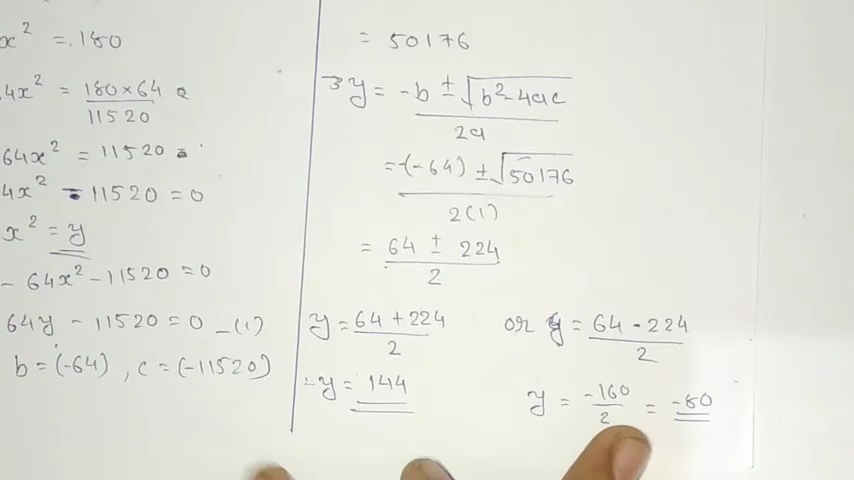 x² = 180
4x² = 180×64
11520
64x² = 11520
4x² - 11520 = 0
x² = y
- 64x² - 11520 = 0
64y - 11520 = 0 -(1)
b = (-64) , c = (-11520)
= 50176
y = -b ± √b² - 4ac
2a
= -(-64) ± √50176
2(1)
= 64 ± 224
2
y = 64 + 224
2
y = 144
or y = 64 - 224
2
y = -160/2 = -80